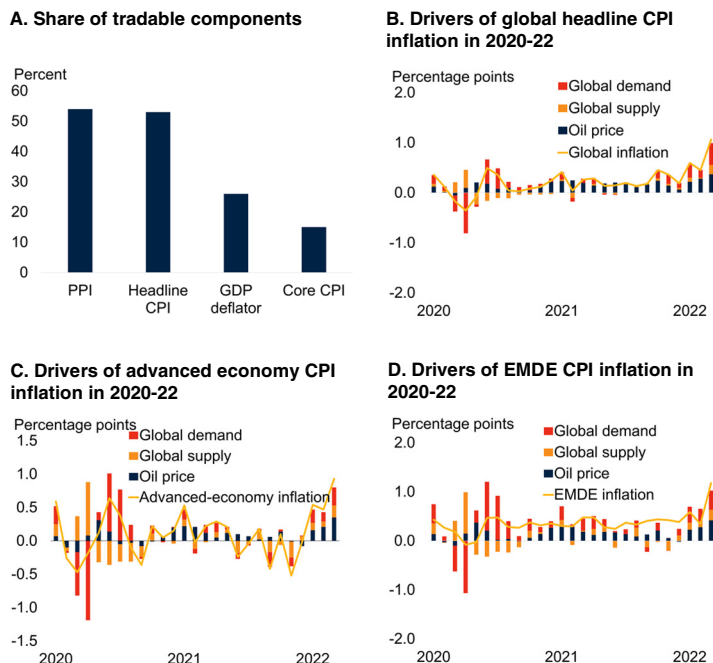 A. Share of tradable components
Percent
60
50
40
30
20
10
0
PPI
Headline
CPI
GDP
deflator
Core CPI
B. Drivers of global headline CPI
inflation in 2020-22
Percentage points
2.0
1.0
0.0
-1.0
-2.0
Global demand
Global supply
Oil price
Global inflation
2020
2021
2022
C. Drivers of advanced economy CPI
inflation in 2020-22
Percentage points
1.5
1.0
0.5
0.0
-0.5
-1.0
-1.5
Global demand
Global supply
Oil price
Advanced-economy inflation
2020
2021
2022
D. Drivers of EMDE CPI inflation in
2020-22
Percentage points
2.0
1.0
0.0
-1.0
-2.0
Global demand
Global supply
Oil price
EMDE inflation
2020
2021
2022